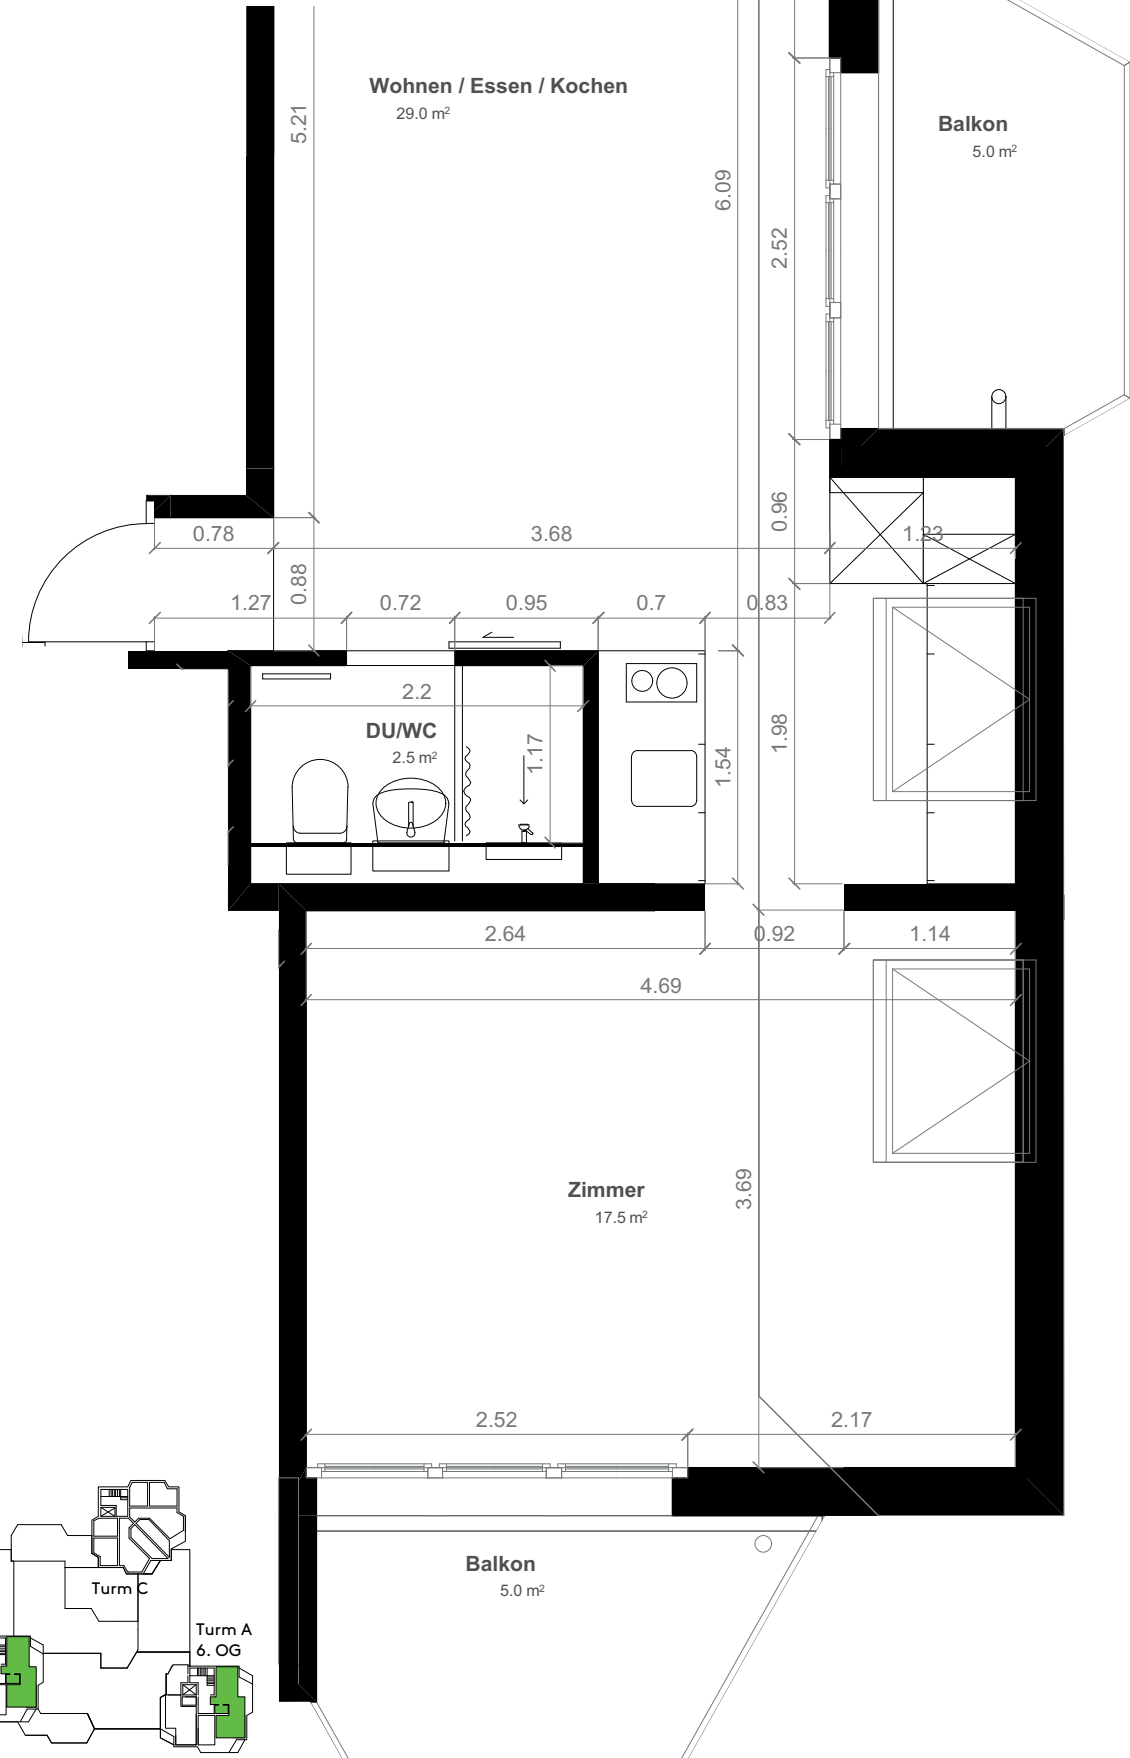 Wohnen / Essen / Kochen
29.0 m²
5.21
Balkon
5.0 m²
6.09
2.52
0.96
0.78
3.68
1.23
0.88
1.27
0.72
0.95
0.7
0.83
2.2
DU/WC
2.5 m²
1.17
1.54
1.98
2.64
0.92
1.14
4.69
Zimmer
17.5 m²
3.69
2.52
2.17
Balkon
5.0 m²
Turm C
Turm A
6. OG